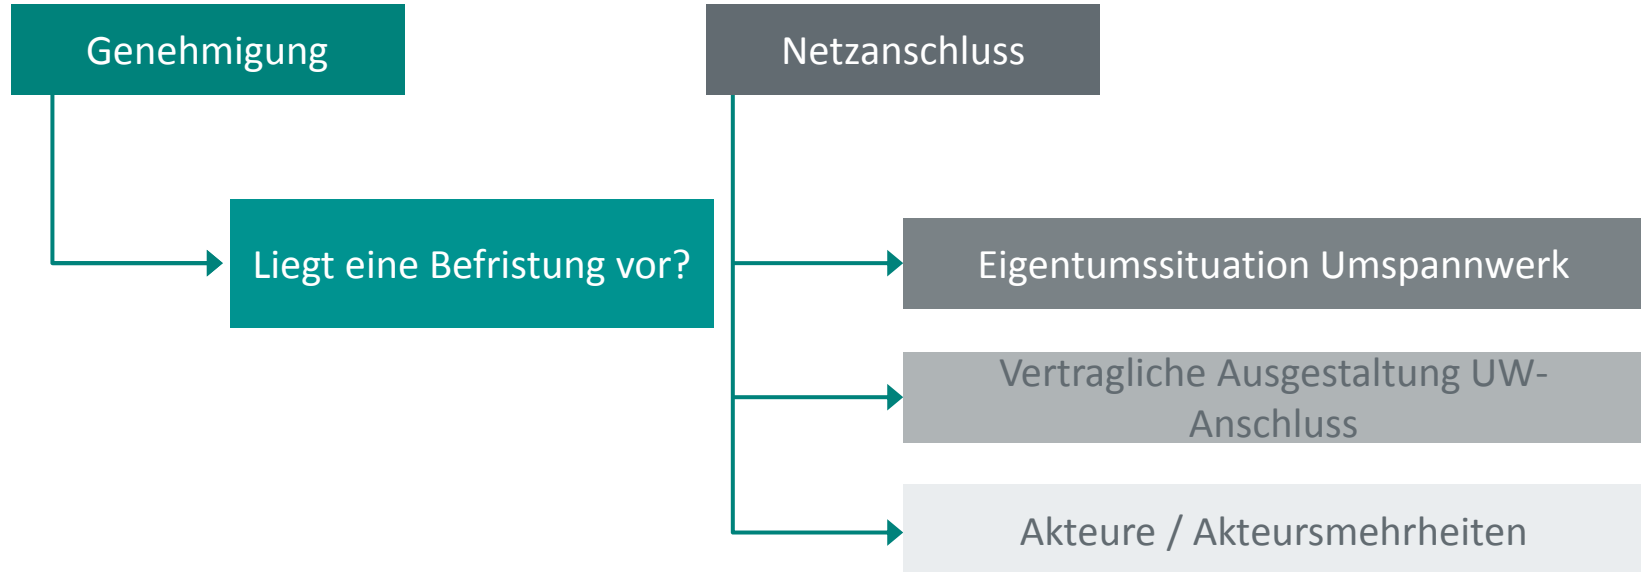 Genehmigung
Netzanschluss
Liegt eine Befristung vor?
Eigentumssituation Umspannwerk
Vertragliche Ausgestaltung UW-
Anschluss
Akteure / Akteursmehrheiten